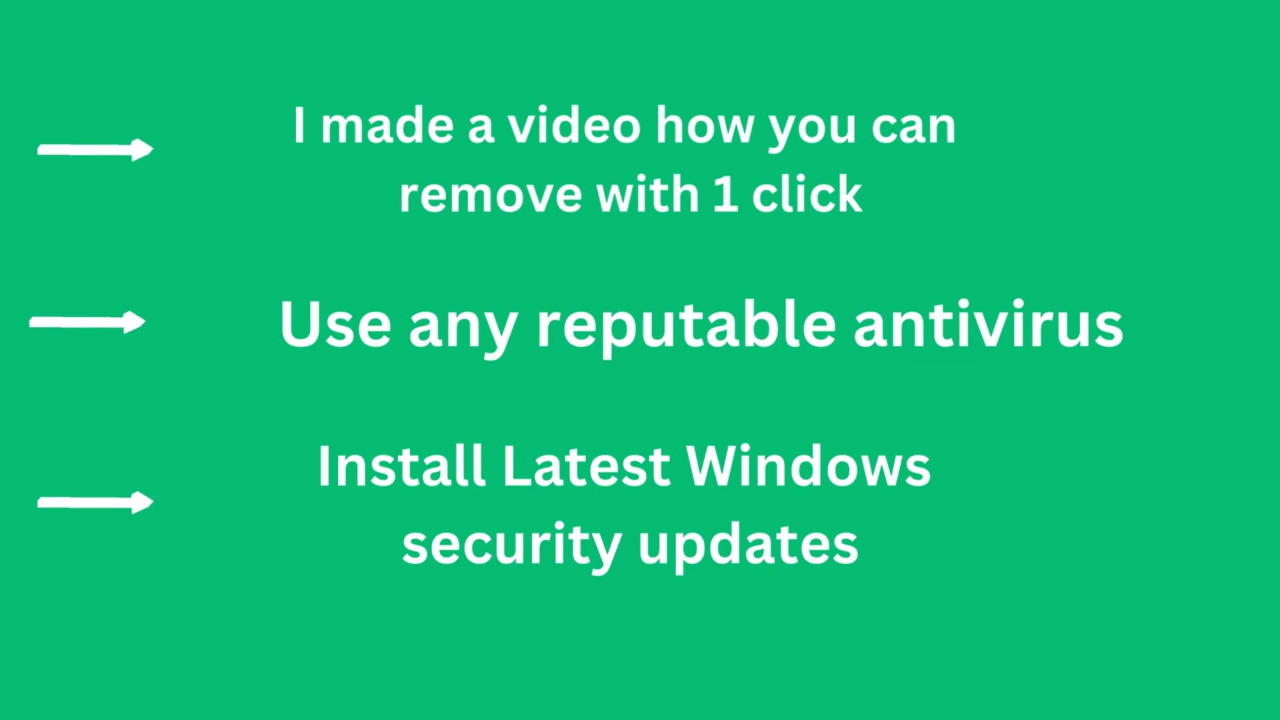 I made a video how you can
remove with 1 click
Use any reputable antivirus
Install Latest Windows
security updates